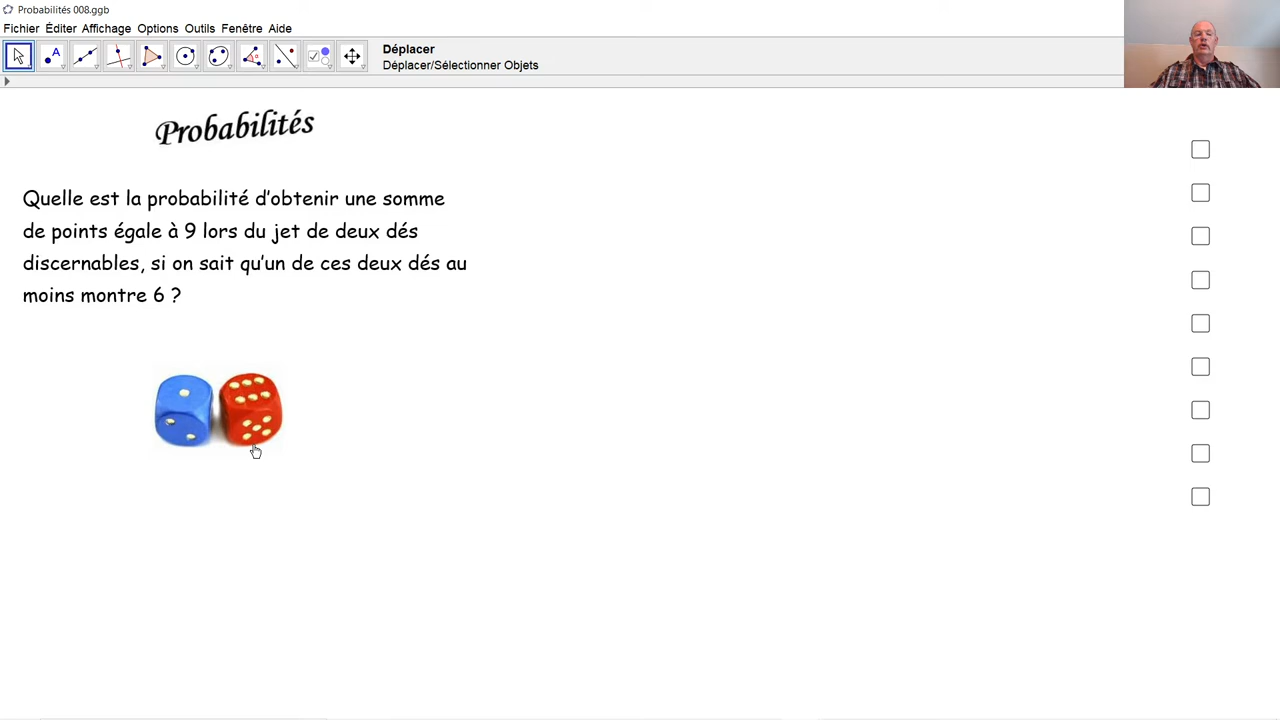 Probabilités 008.ggb
Fichier Éditer Affichage Options Outils Fenêtre Aide
A
Déplacer
Déplacer/Sélectionner Objets
Probabilités
Quelle est la probabilité d'obtenir une somme
de points égale à 9 lors du jet de deux dés
discernables, si on sait qu'un de ces deux dés au
moins montre 6 ?